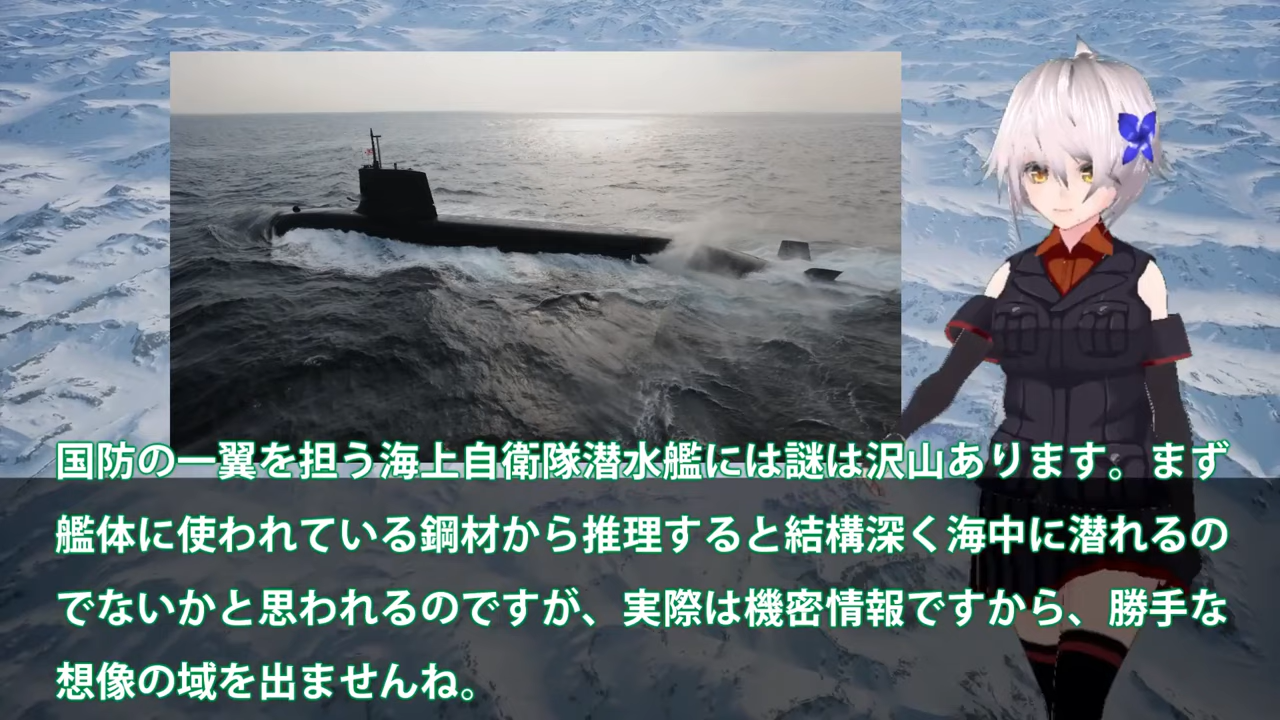 国防の一翼を担う海上自衛隊潜水艦には謎は沢山あります。まず
艦体に使われている鋼材から推理すると結構深く海中に潜れるの
でないかと思われるのですが、実際は機密情報ですから、勝手な
想像の域を出ませんね。